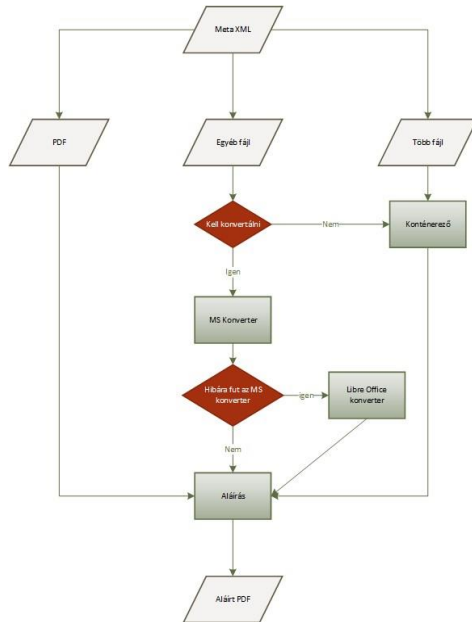 Meta XML
PDF
Egyéb fájl
Több fájl
Kell konvertálni
Nem
Konténerező
Igen
MS Konverter
Hibára fut az MS
konverter
igen
Libre Office
konverter
Nem
Aláírás
Aláírt PDF